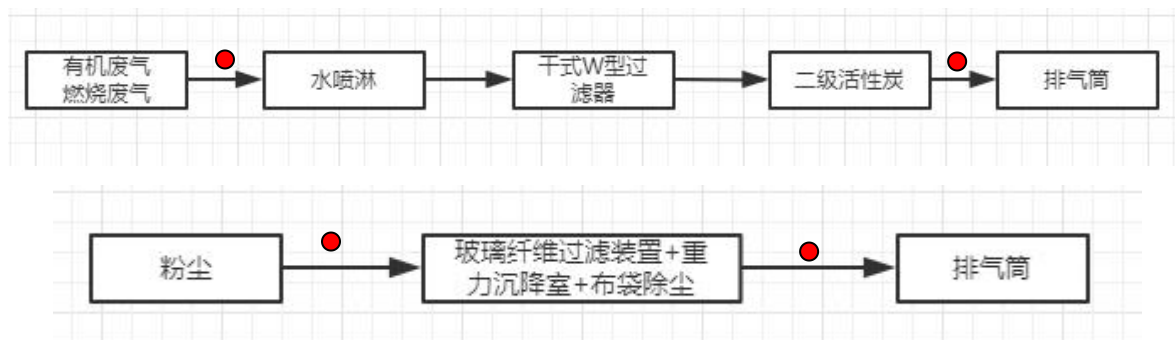 有机废气
燃烧废气
水喷淋
干式W型过
滤器
二级活性炭
排气筒
粉尘
玻璃纤维过滤装置+重
力沉降室+布袋除尘
排气筒